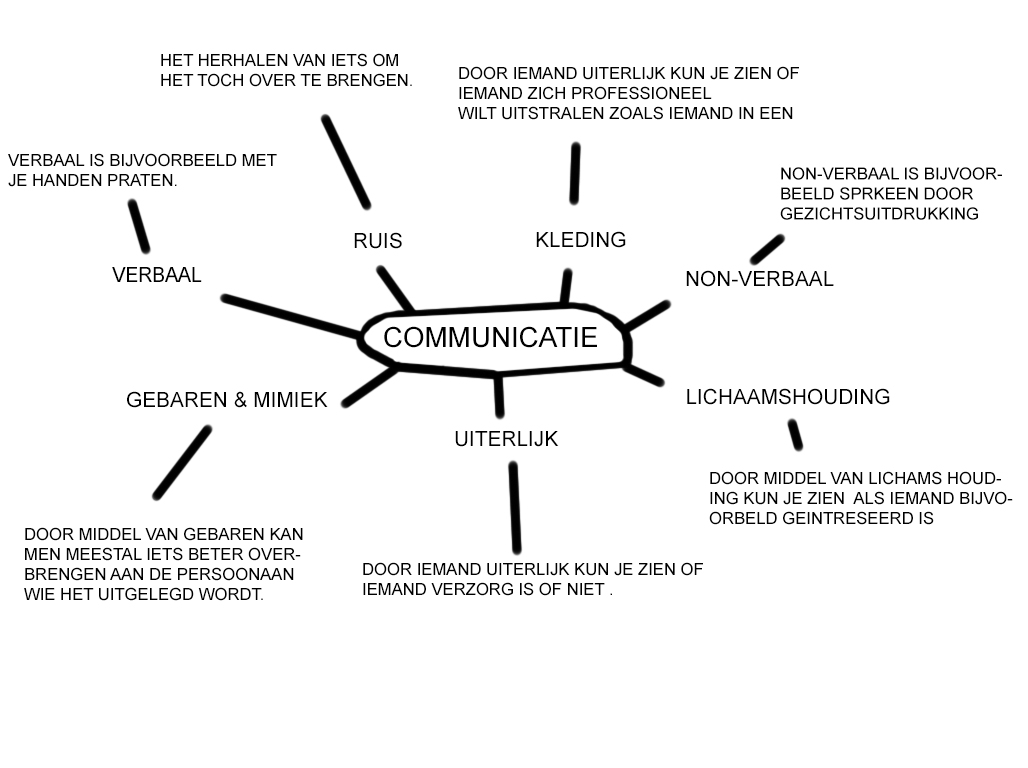 HET HERHALEN VAN IETS OM
HET TOCH OVER TE BRENGEN.
DOOR IEMAND UITERLIJK KUN JE ZIEN OF
IEMAND ZICH PROFESSIONEEL
WILT UITSTRALEN ZOALS IEMAND IN EEN
VERBAAL IS BIJVOORBEELD MET
JE HANDEN PRATEN.
NON-VERBAAL IS BIJVOOR-
BEELD SPRKEEN DOOR
GEZICHTSUITDRUKKING
RUIS
KLEDING
VERBAAL
NON-VERBAAL
COMMUNICATIE
GEBAREN & MIMIEK
LICHAAMSHOUDING
UITERLIJK
DOOR MIDDEL VAN LICHAMS HOUD-
ING KUN JE ZIEN  ALS IEMAND BIJVO-
ORBELD GEINTRESEERD IS
DOOR MIDDEL VAN GEBAREN KAN
MEN MEESTAL IETS BETER OVER-
BRENGEN AAN DE PERSOONAAN
WIE HET UITGELEGD WORDT.
DOOR IEMAND UITERLIJK KUN JE ZIEN OF
IEMAND VERZORG IS OF NIET .